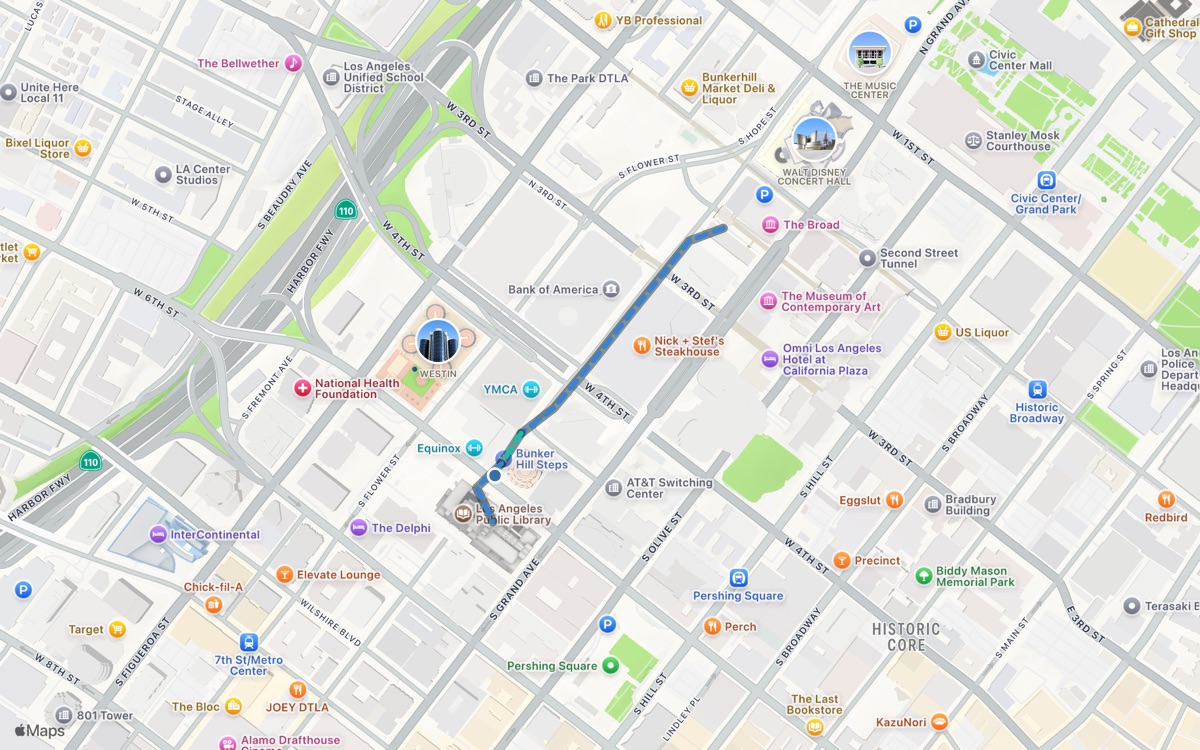 LUCAS
YB Professional
N GRAND AV
Cathedral
Gift Shop
The Bellwether
Los Angeles
Unified School
District
The Park DTLA
Bunkerhill
Market Deli &
Liquor
THE MUSIC
CENTER
Civic
Center Mall
Unite Here
Local 11
STAGE ALLEY
W 3RD ST
S HOPE ST
W 1ST ST
Stanley Mosk
Courthouse
Bixel Liquor
Store
LA Center
Studios
S BEAUDRY AVE
S FLOWER ST
WALT DISNEY
CONCERT HALL
W 5TH ST
110
N 3RD ST
P
Civic Center/
Grand Park
W 4TH ST
The Broad
HARBOR FWY
Second Street
Tunnel
tlet
rket
W 6TH ST
Bank of America
W 3RD ST
The Museum of
Contemporary Art
US Liquor
Nick + Stef's
Steakhouse
Omni Los Angeles
Hotel at
California Plaza
WESTIN
S FREMONT AVE
National Health
Foundation
YMCA
W 4TH ST
S SPRING ST
Los An
Police
Depart
Headq
Historic
Broadway
S BROADWAY
Equinox
Bunker
Hill Steps
W 3RD ST
110
HARBOR FWY
S FLOWER ST
AT&T Switching
Center
S HILL ST
Eggslut
Bradbury
Building
Redbird
Los Angeles
Public Library
InterContinental
The Delphi
S OLIVE ST
W 4TH ST
Precinct
Biddy Mason
Memorial Park
P
Elevate Lounge
Chick-fil-A
S GRAND AVE
Pershing Square
Terasaki B
E 3RD ST
Target
WILSHIRE BLVD
P
Perch
S BROADWAY
HISTORIC
CORE
S MAIN ST
S FIGUEROA ST
7th St/Metro
Center
W 8TH ST
Pershing Square
S HILL ST
LINDLEY PL
The Bloc
JOEY DTLA
The Last
Bookstore
KazuNori
801 Tower
Maps
Alamo Drafthouse
P